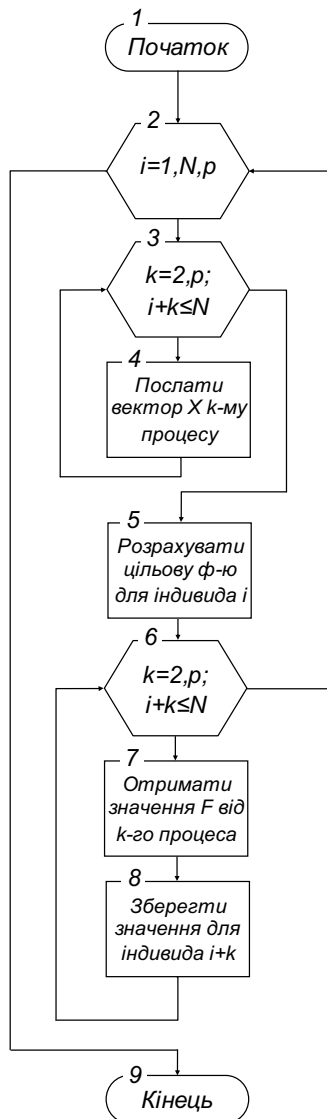 1
Початок
2
i=1,N,p
3
k=2,p;
i+k≤N
4
Послати
вектор X k-му
процесу
5
Розрахувати
цільову ф-ю
для індивида i
6
k=2,p;
i+k≤N
7
Отримати
значення F від
k-го процеса
8
Зберегти
значення для
індивида i+k
9
Кінець